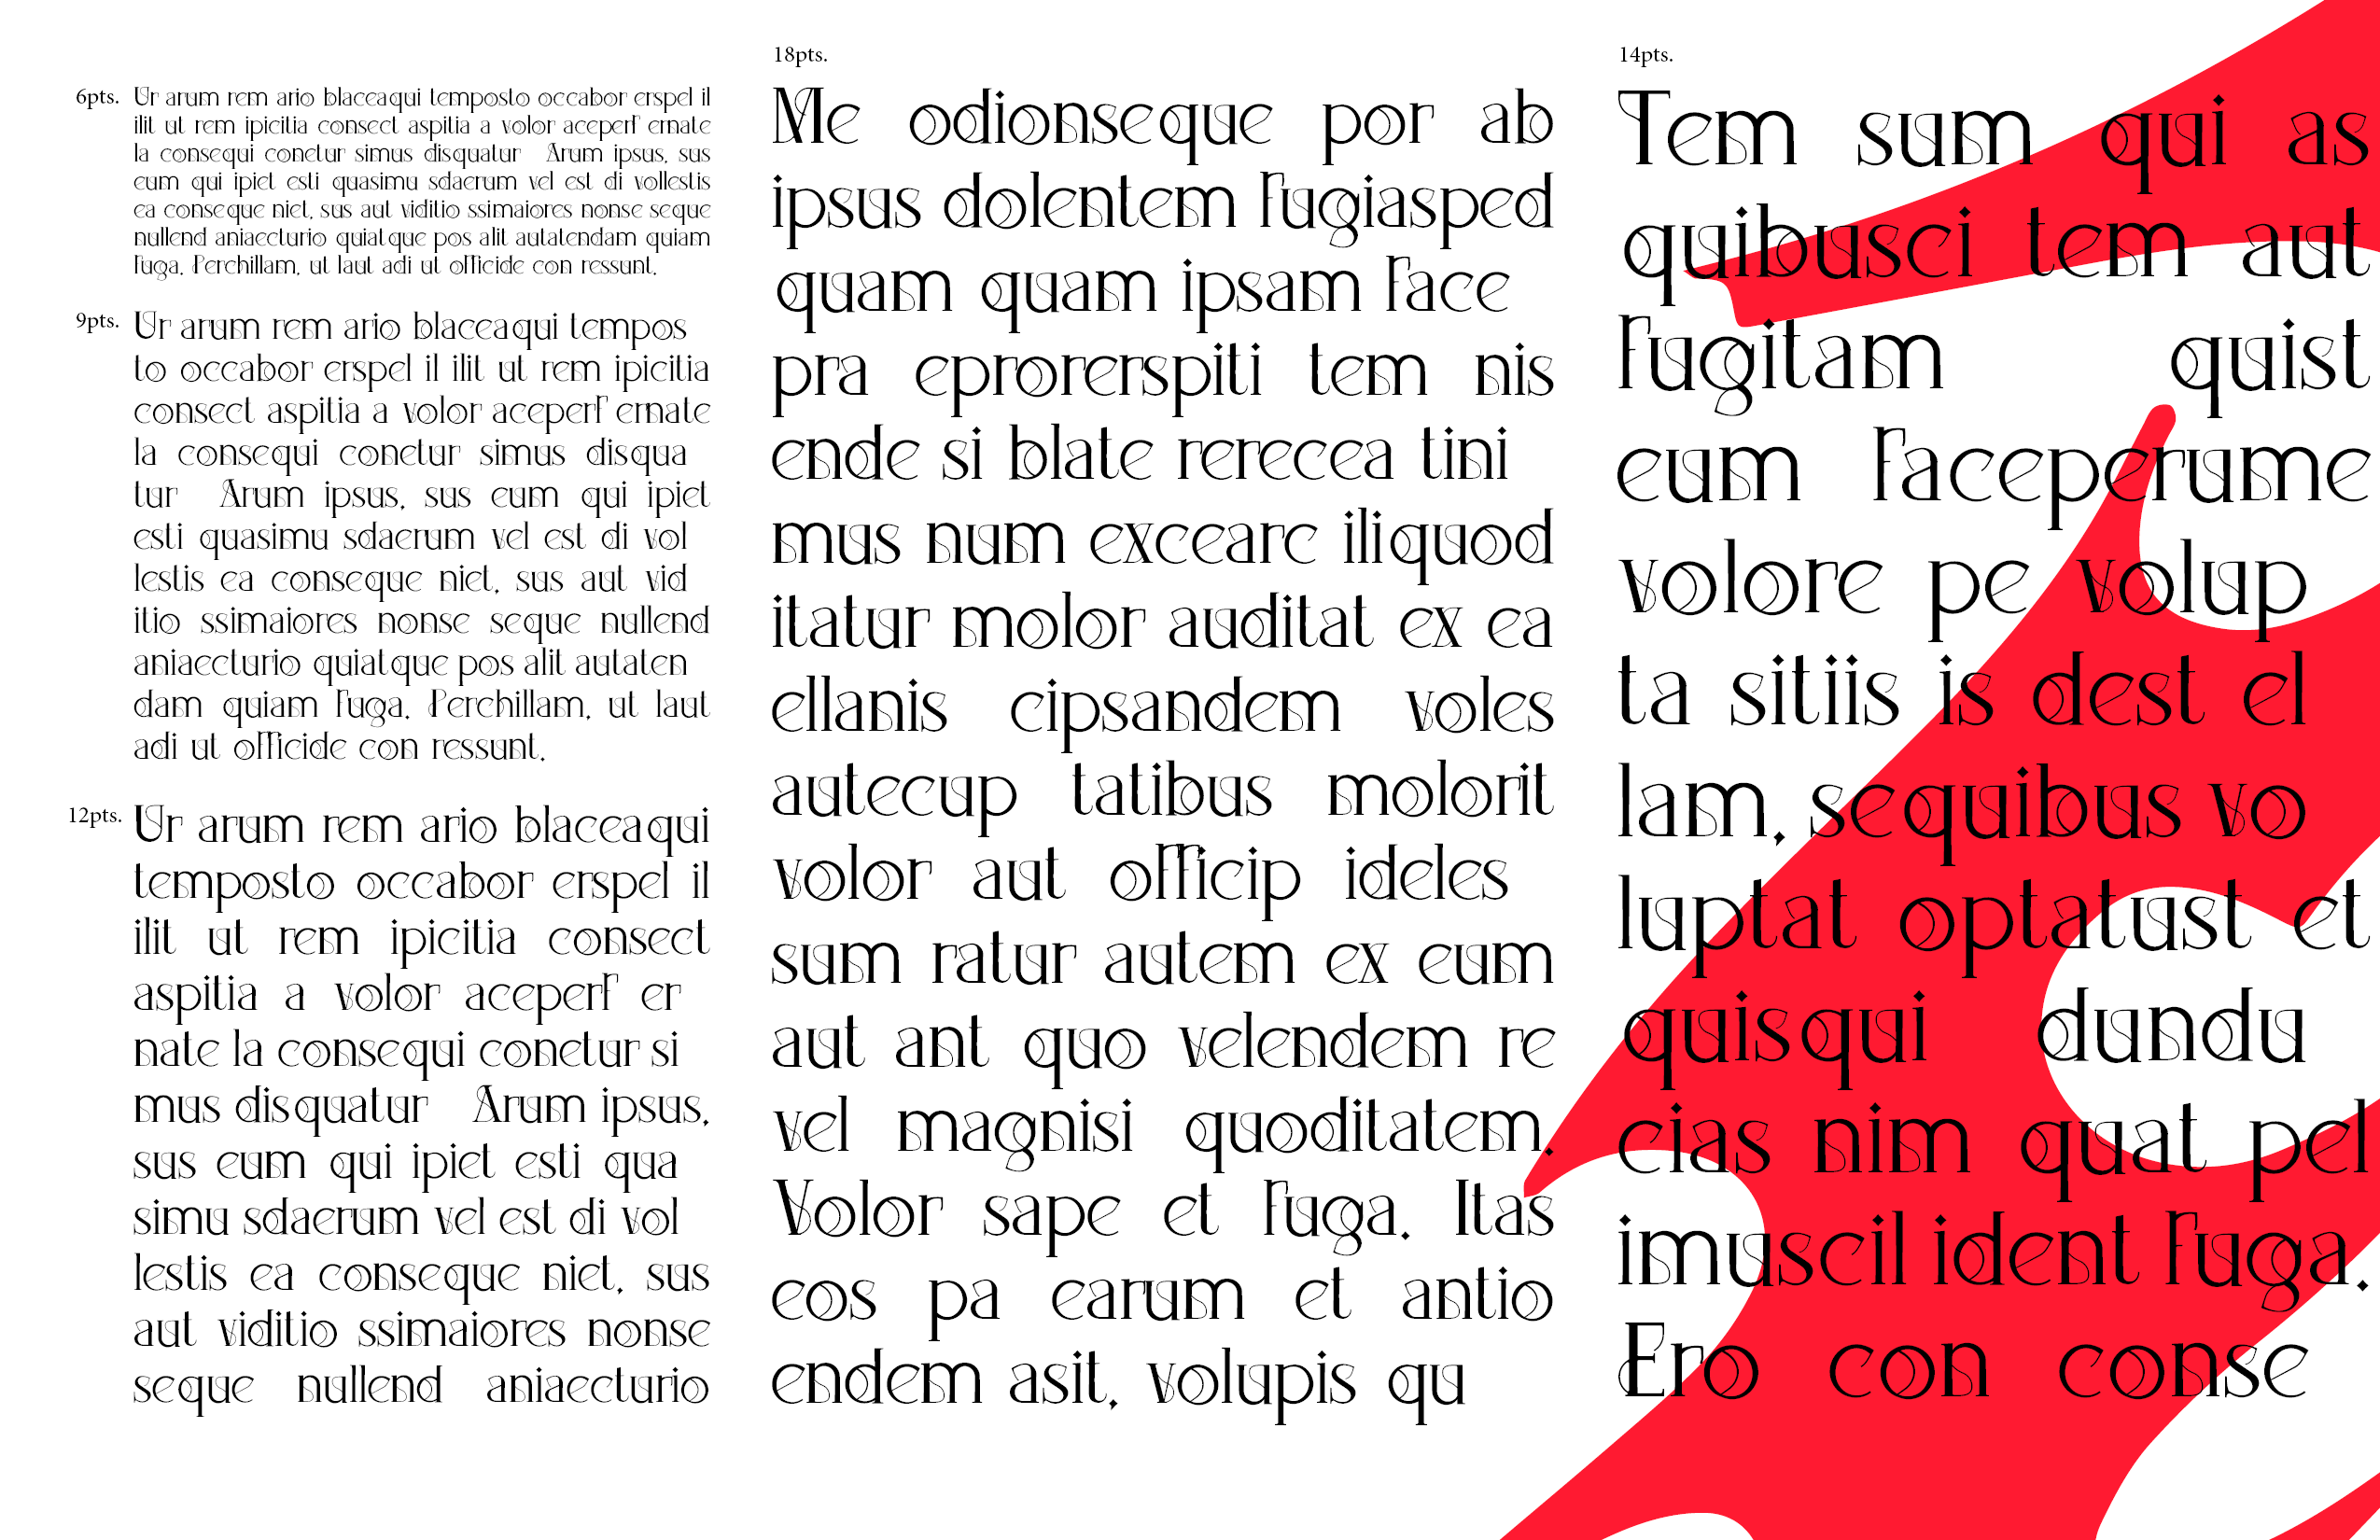 6pts.
Ur arum rem ario blaccaaqui temposto occabor erspel il
ilit ut rem ipicitia consect aspitia a volor aceperf ernate
la consequi conetur simus disquatur Arum ipsus, sus
eum qui ipiet esti quasimu sdaerum vel est di vollestis
ea conseque niet, sus aut viditio ssimaiores nonse seque
nullend aniaecturio quiatque pos alit autatendam quiam
fuga. Perchillam, ut laut adi ut officide con ressunt.
9pts.
Ur arum rem ario blaceaqui tempos
to occabor erspel il ilit ut rem ipicitia
consect aspitia a volor aceperf ernate
la consequi conetur simus disqua
tur Arum ipsus, sus eum qui ipiet
esti quasimu sdaerum vel est di vol
lestis ea conseque niet, sus aut vid
itio ssimaiores nonse seque nullend
aniaecturio quiatque pos alit autaten
dam quiam fuga. Perchillam, ut laut
adi ut officide con ressunt.
12pts.
Ur arum rem ario blaceaqui
temposto occabor erspel il
ilit ut rem ipicitia consect
aspitia a volor aceperf er
nate la consequi conetur si
mus disquatur Arum ipsus,
sus eum qui ipiet esti qua
simu sdaerum vel est di vol
lestis ea conseque niet, sus
aut viditio ssimaiores nonse
seque nullend aniaecturio
18pts.
Me odionseque por ab
ipsus dolentem fugiasped
quam quam ipsam face
pra eprorerspiti tem nis
ende si blate rerecea tini
mus num excearc iliquod
itatur molor auditat ex ea
ellanis cipsandem voles
autecup tatibus molorit
volor aut officip ideles
sum ratur autem ex eum
aut ant quo velendem re
vel magnisi quoditatem.
Volor sape et fuga. Itas
eos pa earum et antio
endem asit, volupis qu
14pts.
Tem sum qui as
quibusci tem aut
fugitam quist
eum faceperume
volore pe volup
ta sitiis is dest el
lam, sequibus vo
luptat optatust et
quisqui dundu
cias nim quat pel
imuscil ident fuga.
Ero con conse